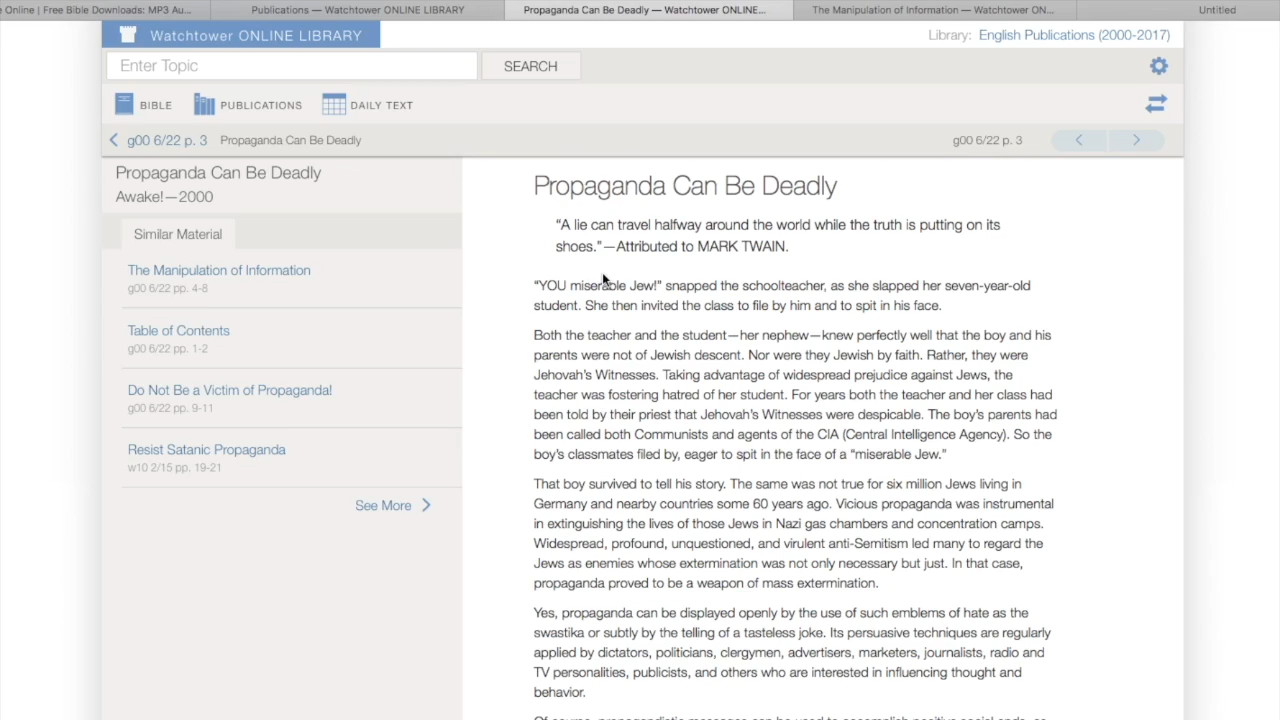 e Online | Free Bible Downloads: MP3 Au...
Publications — Watchtower ONLINE LIBRARY
Propaganda Can Be Deadly — Watchtower ONLINE...
The Manipulation of Information — Watchtower ON...
Untitled
Watchtower ONLINE LIBRARY
Library: English Publications (2000-2017)
Enter Topic
SEARCH
BIBLE
PUBLICATIONS
DAILY TEXT
g00 6/22 p. 3
Propaganda Can Be Deadly
g00 6/22 p. 3
Propaganda Can Be Deadly
Awake!—2000
Similar Material
The Manipulation of Information
g00 6/22 pp. 4-8
Table of Contents
g00 6/22 pp. 1-2
Do Not Be a Victim of Propaganda!
g00 6/22 pp. 9-11
Resist Satanic Propaganda
w10 2/15 pp. 19-21
See More
Propaganda Can Be Deadly
“A lie can travel halfway around the world while the truth is putting on its
shoes.”—Attributed to MARK TWAIN.
“YOU miserable Jew!” snapped the schoolteacher, as she slapped her seven-year-old
student. She then invited the class to file by him and to spit in his face.
Both the teacher and the student—her nephew—knew perfectly well that the boy and his
parents were not of Jewish descent. Nor were they Jewish by faith. Rather, they were
Jehovah’s Witnesses. Taking advantage of widespread prejudice against Jews, the
teacher was fostering hatred of her student. For years both the teacher and her class had
been told by their priest that Jehovah’s Witnesses were despicable. The boy’s parents had
been called both Communists and agents of the CIA (Central Intelligence Agency). So the
boy’s classmates filed by, eager to spit in the face of a “miserable Jew.”
That boy survived to tell his story. The same was not true for six million Jews living in
Germany and nearby countries some 60 years ago. Vicious propaganda was instrumental
in extinguishing the lives of those Jews in Nazi gas chambers and concentration camps.
Widespread, profound, unquestioned, and virulent anti-Semitism led many to regard the
Jews as enemies whose extermination was not only necessary but just. In that case,
propaganda proved to be a weapon of mass extermination.
Yes, propaganda can be displayed openly by the use of such emblems of hate as the
swastika or subtly by the telling of a tasteless joke. Its persuasive techniques are regularly
applied by dictators, politicians, clergymen, advertisers, marketers, journalists, radio and
TV personalities, publicists, and others who are interested in influencing thought and
behavior.
Of course, propagandistic messages can be used to accomplish positive social ends, as